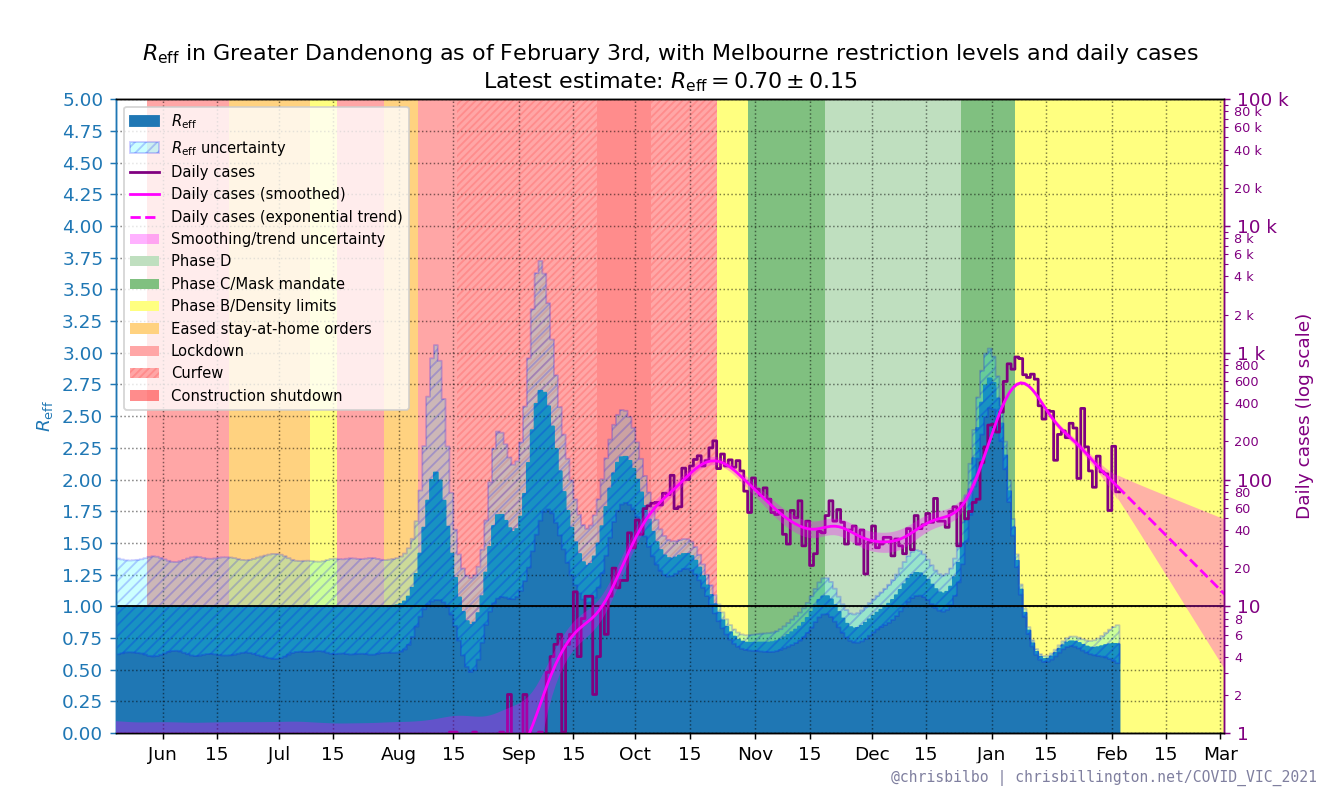 R_eff in Greater Dandenong as of February 3rd, with Melbourne restriction levels and daily cases
Latest estimate: R_eff = 0.70 ± 0.15
R_eff
R_eff uncertainty
Daily cases
Daily cases (smoothed)
Daily cases (exponential trend)
Smoothing/trend uncertainty
Phase D
Phase C/Mask mandate
Phase B/Density limits
Eased stay-at-home orders
Lockdown
Curfew
Construction shutdown
R_eff
5.00
4.75
4.50
4.25
4.00
3.75
3.50
3.25
3.00
2.75
2.50
2.25
2.00
1.75
1.50
1.25
1.00
0.75
0.50
0.25
0.00
100 k
80 k
60 k
40 k
20 k
10 k
8 k
6 k
4 k
2 k
1 k
800
600
400
200
100
80
60
40
20
10
8
6
4
2
1
Daily cases (log scale)
Jun 15 Jul 15 Aug 15 Sep 15 Oct 15 Nov 15 Dec 15 Jan 15 Feb 15 Mar
@chrisbilbo | chrisbillington.net/COVID_VIC_2021